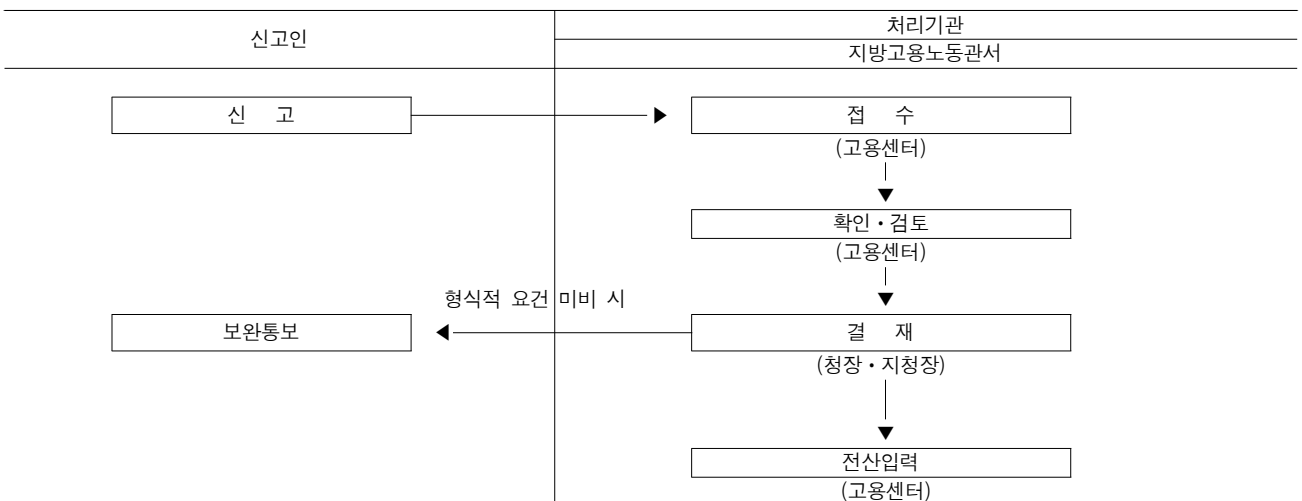 신고인
처리기관
지방고용노동관서
신 고
접 수
(고용센터)
확인·검토
(고용센터)
형식적 요건 미비 시
보완통보
결 재
(청장·지청장)
전산입력
(고용센터)